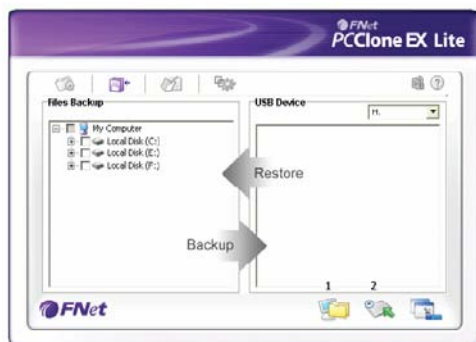 FNet
PCClone EX Lite
Files Backup
USB Device
H:
My Computer
Local Disk (C:)
Local Disk (E:)
Local Disk (F:)
Restore
Backup
1 2
FNet